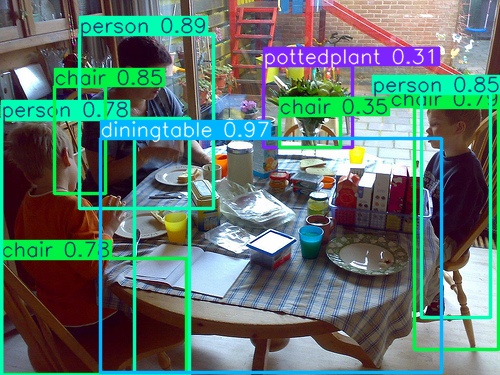 person 0.89
pottedplant 0.31
chair 0.85
person 0.85
chair 0.75
chair 0.35
person 0.78
diningtable 0.97
chair 0.73